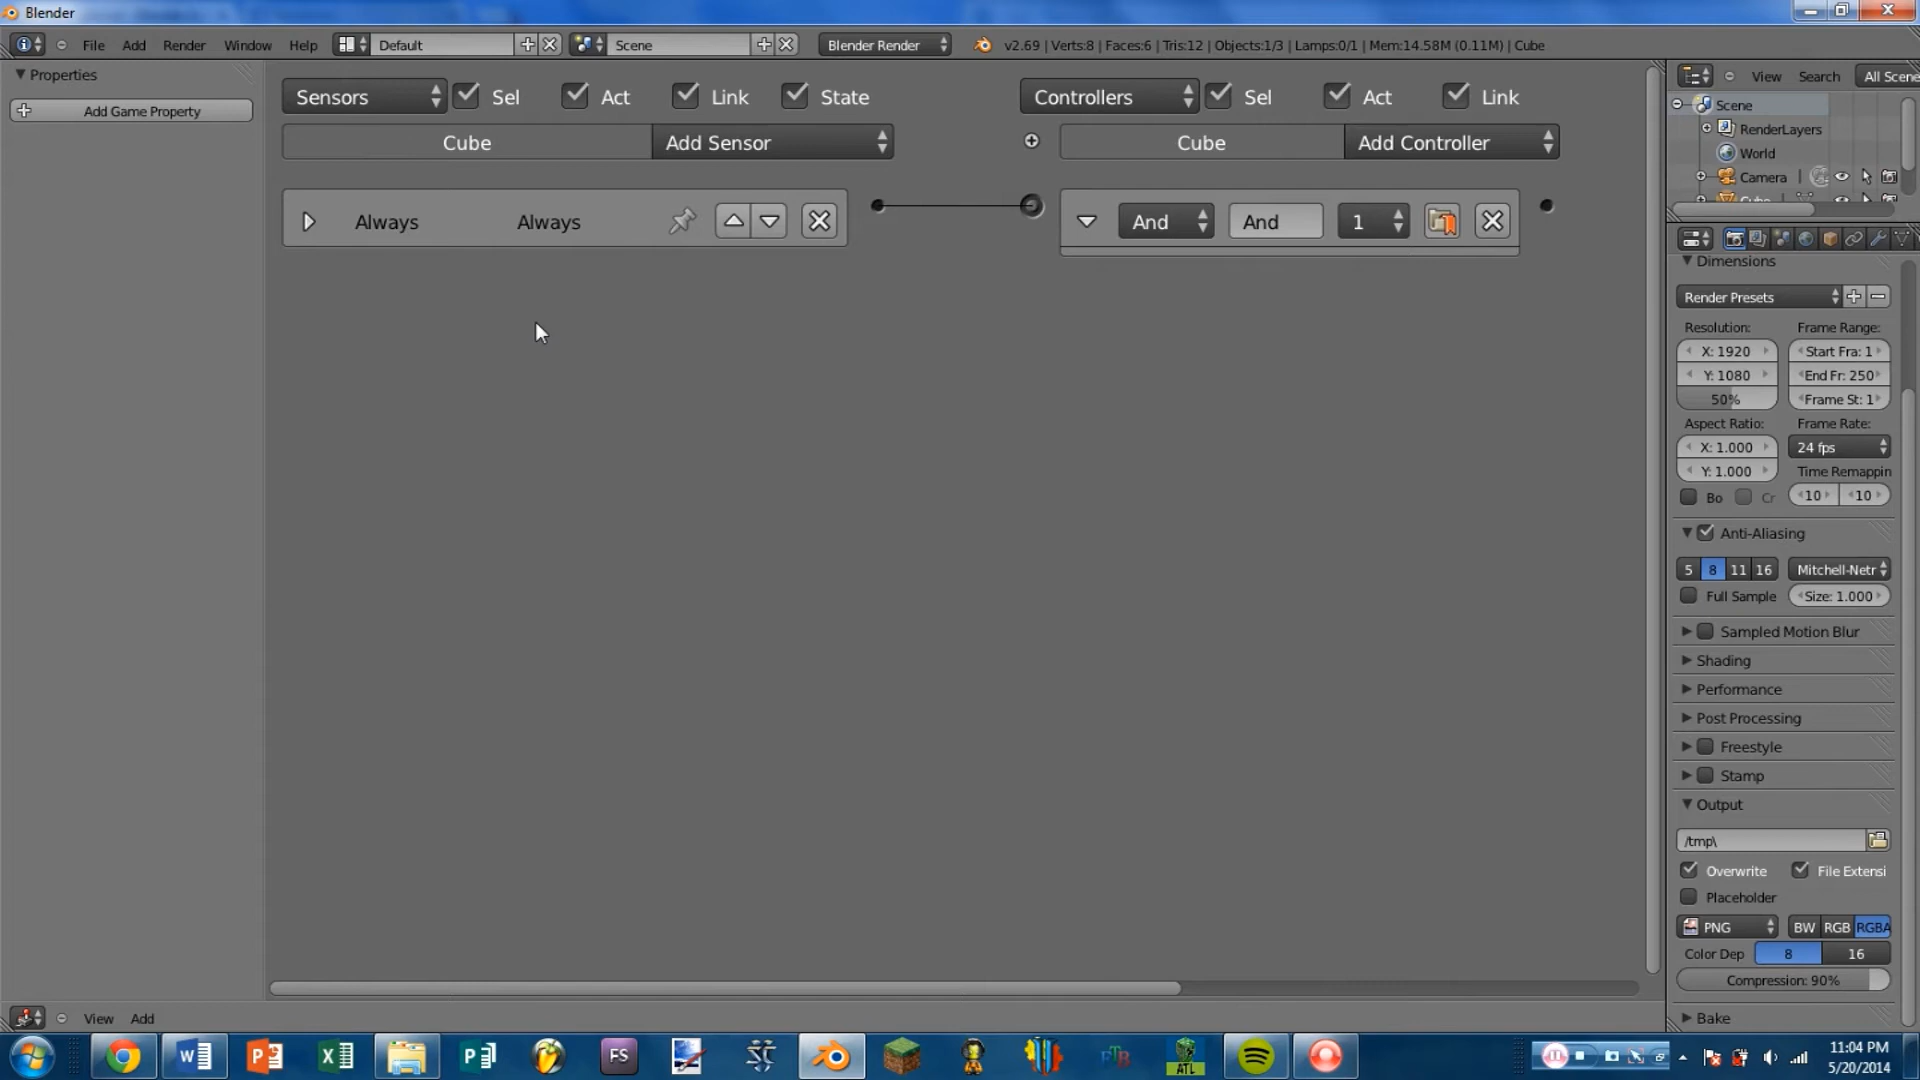 Blender
File Add Render Window Help Default Scene Blender Render v2.69 | Verts:8 | Faces:6 | Tris:12 | Objects:1/3 | Lamps:0/1 | Mem:14.58M (0.11M) | Cube
Properties
Add Game Property
Sensors Sel Act Link State
Controllers Sel Act Link
Cube Add Sensor
Cube Add Controller
Always Always
And And 1
View Search All Scene
Scene
RenderLayers
World
Camera
Dimensions
Render Presets
Resolution: Frame Range:
X: 1920 Start Fra: 1
Y: 1080 End Fr: 250
50% Frame St: 1
Aspect Ratio: Frame Rate:
X: 1.000 24 fps
Y: 1.000 Time Remappin
Bo Cr 10 10
Anti-Aliasing
5 8 11 16 Mitchell-Netr
Full Sample Size: 1.000
Sampled Motion Blur
Shading
Performance
Post Processing
Freestyle
Stamp
Output
/tmp\
Overwrite File Extensi
Placeholder
PNG BW RGB RGBA
Color Dep 8 16
Compression: 90%
Bake
View Add
FS
ATL
11:04 PM
5/20/2014